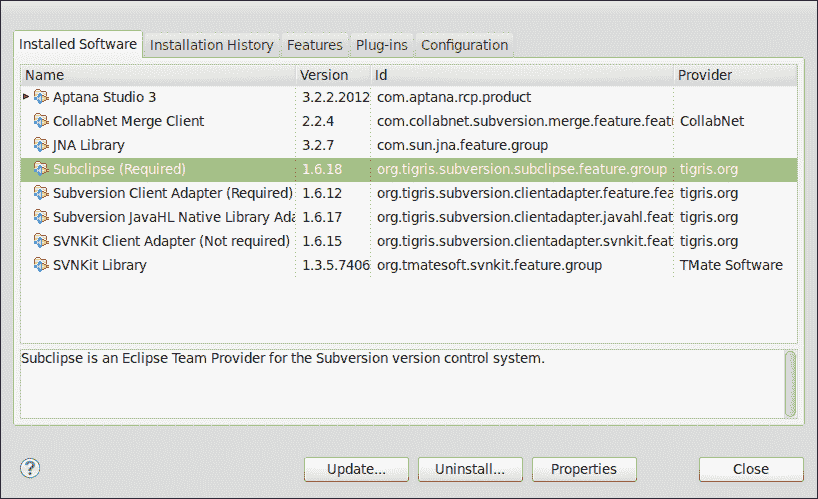 Installed Software Installation History Features Plug-ins Configuration
Name Version Id Provider
Aptana Studio 3 3.2.2.2012 com.aptana.rcp.product
CollabNet Merge Client 2.2.4 com.collabnet.subversion.merge.feature.feat CollabNet
JNA Library 3.2.7 com.sun.jna.feature.group
Subclipse (Required) 1.6.18 org.tigris.subversion.subclipse.feature.group tigris.org
Subversion Client Adapter (Required) 1.6.12 org.tigris.subversion.clientadapter.feature.fea tigris.org
Subversion JavaHL Native Library Ada 1.6.17 org.tigris.subversion.clientadapter.javahl.feat tigris.org
SVNKit Client Adapter (Not required) 1.6.15 org.tigris.subversion.clientadapter.svnkit.feat tigris.org
SVNKit Library 1.3.5.7406 org.tmatesoft.svnkit.feature.group TMate Software
Subclipse is an Eclipse Team Provider for the Subversion version control system.
? Update... Uninstall... Properties Close